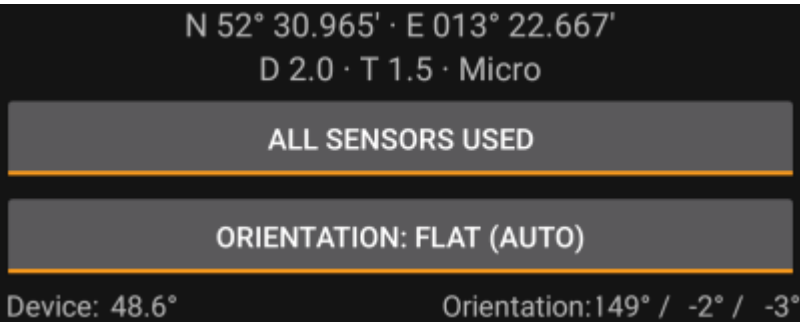 N 52° 30.965' · E 013° 22.667'
D 2.0 · T 1.5 · Micro
ALL SENSORS USED
ORIENTATION: FLAT (AUTO)
Device: 48.6° Orientation:149° / -2° / -3°